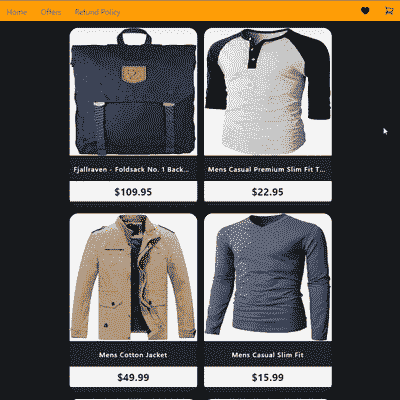 Home Offers Refund Policy
Fjallraven - Foldsack No. 1 Back...
Mens Casual Premium Slim Fit T...
$109.95
$22.95
Mens Cotton Jacket
Mens Casual Slim Fit
$49.99
$15.99